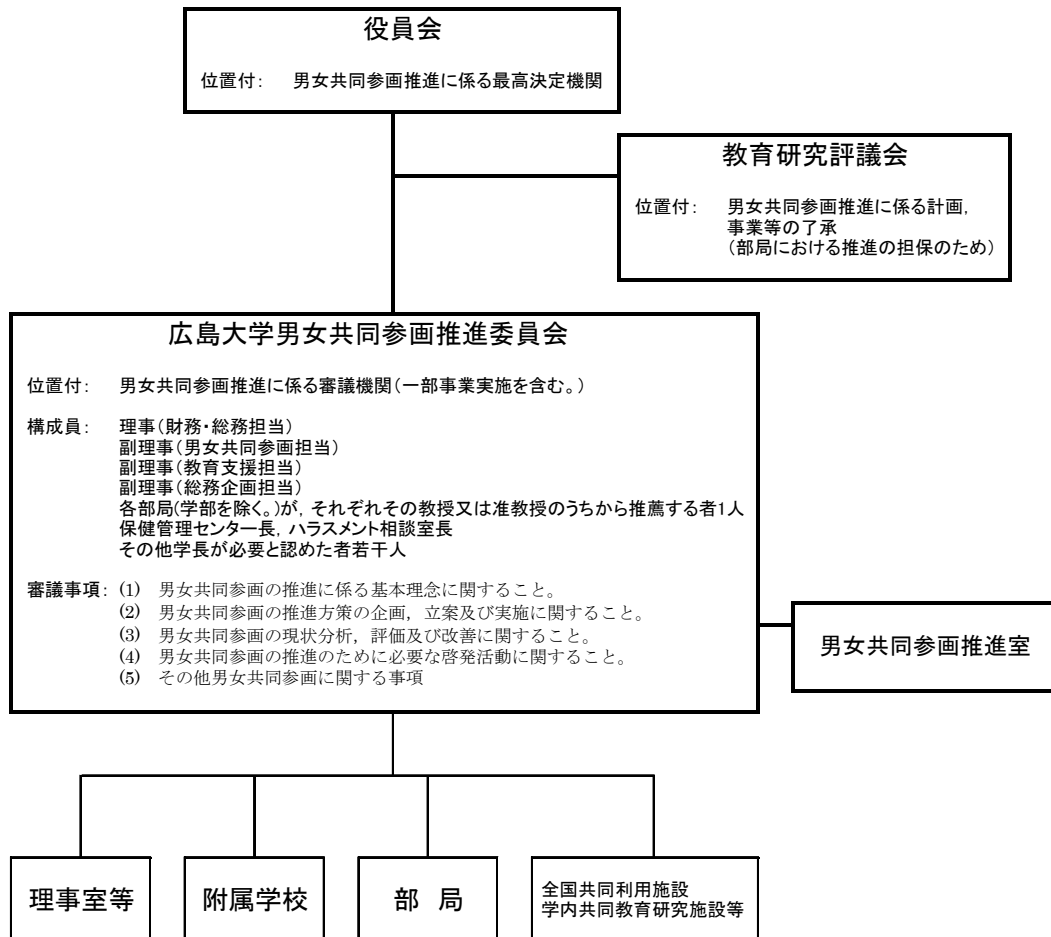 役員会
位置付: 男女共同参画推進に係る最高決定機関
教育研究評議会
位置付: 男女共同参画推進に係る計画,
事業等の了承
(部局における推進の担保のため)
広島大学男女共同参画推進委員会
位置付: 男女共同参画推進に係る審議機関(一部事業実施を含む。)
構成員: 理事(財務・総務担当)
副理事(男女共同参画担当)
副理事(教育支援担当)
副理事(総務企画担当)
各部局(学部を除く。)が, それぞれその教授又は准教授のうちから推薦する者1人
保健管理センター長, ハラスメント相談室長
その他学長が必要と認めた者若干人
審議事項: (1) 男女共同参画の推進に係る基本理念に関すること。
(2) 男女共同参画の推進方策の企画, 立案及び実施に関すること。
(3) 男女共同参画の現状分析, 評価及び改善に関すること。
(4) 男女共同参画の推進のために必要な啓発活動に関すること。
(5) その他男女共同参画に関する事項
男女共同参画推進室
理事室等
附属学校
部 局
全国共同利用施設
学内共同教育研究施設等